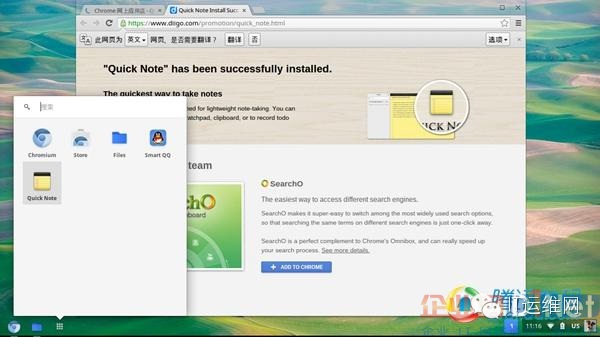 Chrome 网上应用店 - Q
Quick Note Install Succ
https://www.diigo.com/promotion/quick_note.html
此网页为 英文 网页，是否需要翻译？ 翻译 否 选项
"Quick Note" has been successfully installed.
The quickest way to take notes
ned for lightweight note-taking. You can
ratchpad, clipboard, or to record todo
QUICK NO
搜索
Chromium
Store
Files
Smart QQ
Quick Note
team
rchO
board
SearchO
The easiest way to access different search engines.
SearchO makes it super-easy to switch among the most widely used search options,
so that searching the same terms on different search engines is just one-click away.
SearchO is a perfect complement to Chrome's Omnibox, and can really speed up
your search process. See more details.
ADD TO CHROME
IT运维网
1
11:16
US